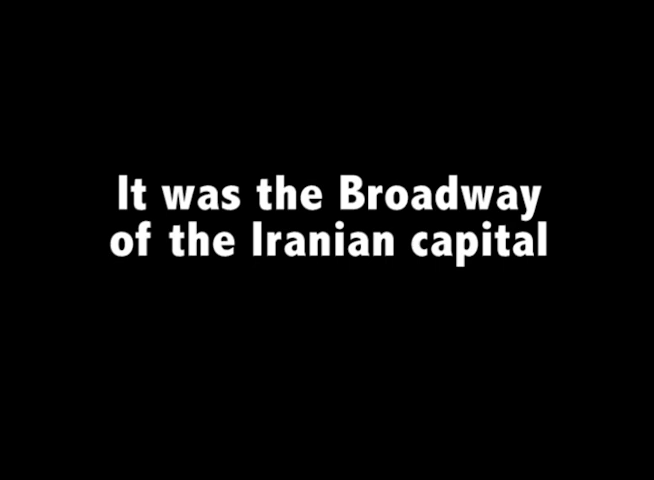 It was the Broadway
of the Iranian capital